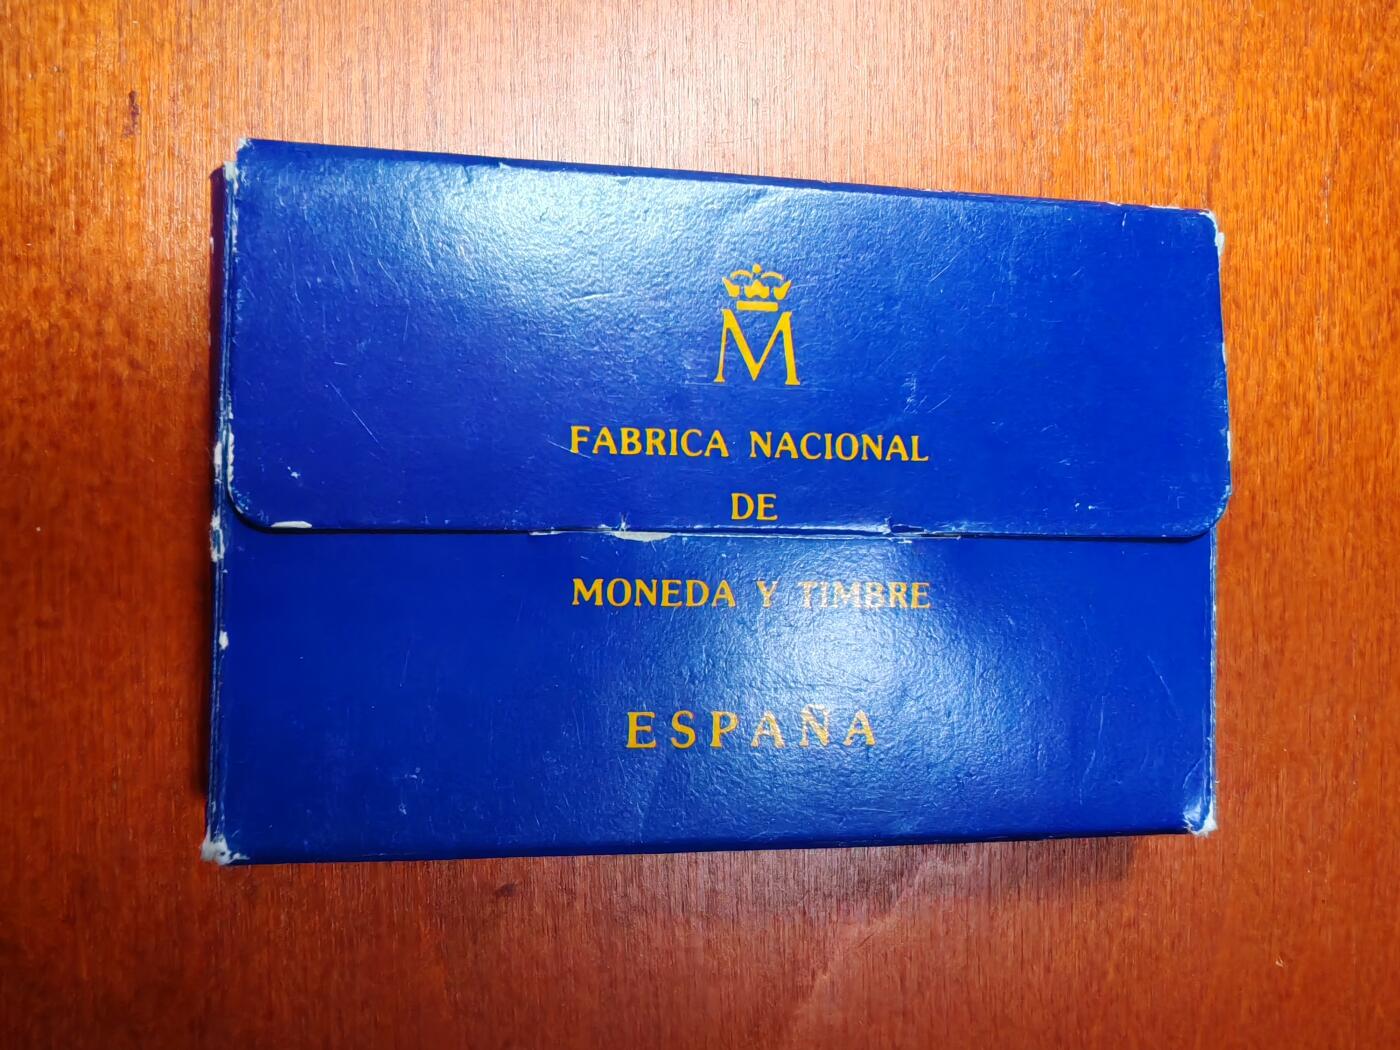 M
FABRICA NACIONAL
DE
MONEDA Y TIMBRE
ESPAÑA